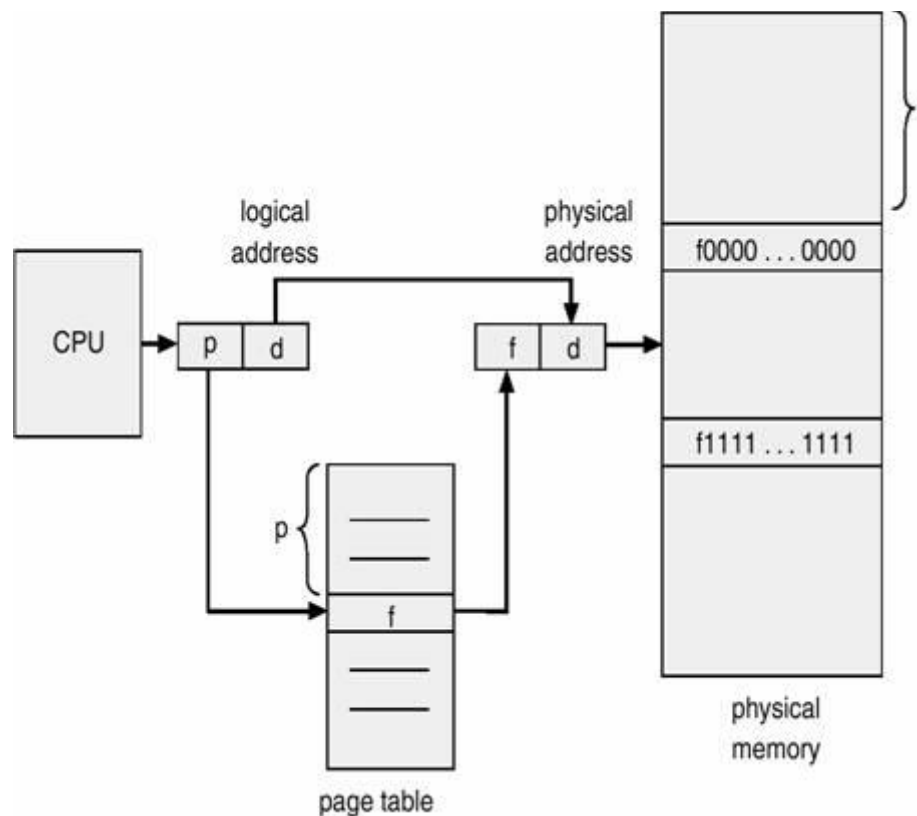 logical
address
physical
address
f0000 . . . 0000
CPU
p
d
f
d
f1111 . . . 1111
p
f
physical
memory
page table